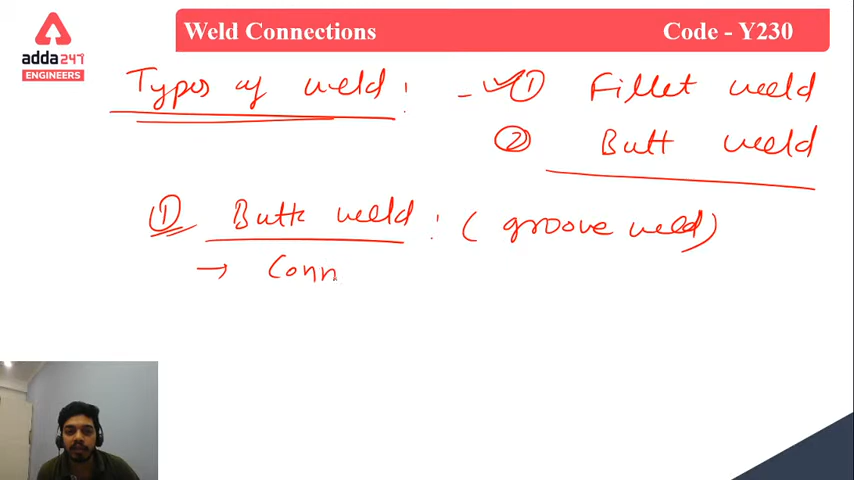 adda247
ENGINEERS
Weld Connections
Code - Y230
Types of weld : - ① Fillet weld
② Butt weld
① Butt weld : ( groove weld)
→ Conn